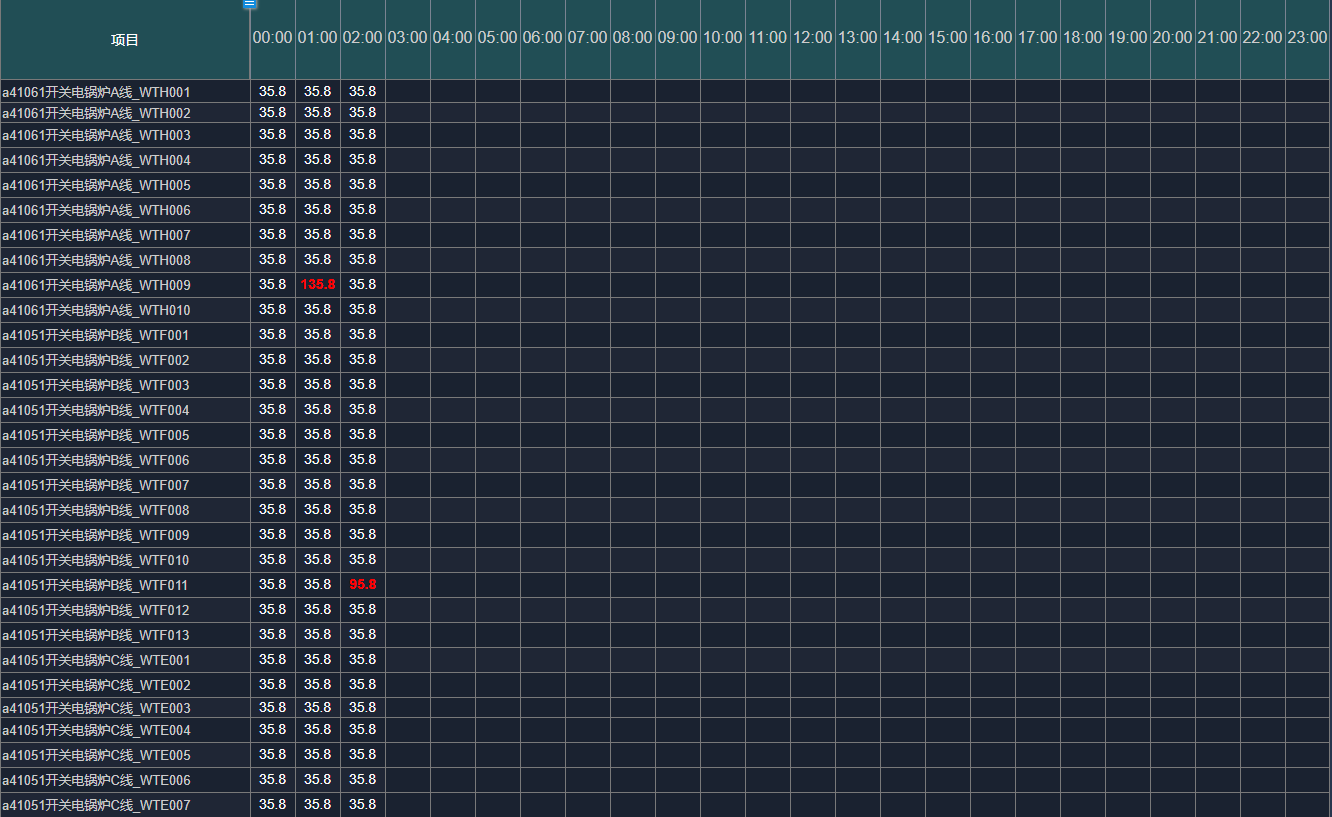 项目 00:00 01:00 02:00 03:00 04:00 05:00 06:00 07:00 08:00 09:00 10:00 11:00 12:00 13:00 14:00 15:00 16:00 17:00 18:00 19:00 20:00 21:00 22:00 23:00
a41061开关电锅炉A线_WTH001 35.8 35.8 35.8
a41061开关电锅炉A线_WTH002 35.8 35.8 35.8
a41061开关电锅炉A线_WTH003 35.8 35.8 35.8
a41061开关电锅炉A线_WTH004 35.8 35.8 35.8
a41061开关电锅炉A线_WTH005 35.8 35.8 35.8
a41061开关电锅炉A线_WTH006 35.8 35.8 35.8
a41061开关电锅炉A线_WTH007 35.8 35.8 35.8
a41061开关电锅炉A线_WTH008 35.8 35.8 35.8
a41061开关电锅炉A线_WTH009 35.8 135.8 35.8
a41061开关电锅炉A线_WTH010 35.8 35.8 35.8
a41051开关电锅炉B线_WTF001 35.8 35.8 35.8
a41051开关电锅炉B线_WTF002 35.8 35.8 35.8
a41051开关电锅炉B线_WTF003 35.8 35.8 35.8
a41051开关电锅炉B线_WTF004 35.8 35.8 35.8
a41051开关电锅炉B线_WTF005 35.8 35.8 35.8
a41051开关电锅炉B线_WTF006 35.8 35.8 35.8
a41051开关电锅炉B线_WTF007 35.8 35.8 35.8
a41051开关电锅炉B线_WTF008 35.8 35.8 35.8
a41051开关电锅炉B线_WTF009 35.8 35.8 35.8
a41051开关电锅炉B线_WTF010 35.8 35.8 35.8
a41051开关电锅炉B线_WTF011 35.8 35.8 95.8
a41051开关电锅炉B线_WTF012 35.8 35.8 35.8
a41051开关电锅炉B线_WTF013 35.8 35.8 35.8
a41051开关电锅炉C线_WTE001 35.8 35.8 35.8
a41051开关电锅炉C线_WTE002 35.8 35.8 35.8
a41051开关电锅炉C线_WTE003 35.8 35.8 35.8
a41051开关电锅炉C线_WTE004 35.8 35.8 35.8
a41051开关电锅炉C线_WTE005 35.8 35.8 35.8
a41051开关电锅炉C线_WTE006 35.8 35.8 35.8
a41051开关电锅炉C线_WTE007 35.8 35.8 35.8